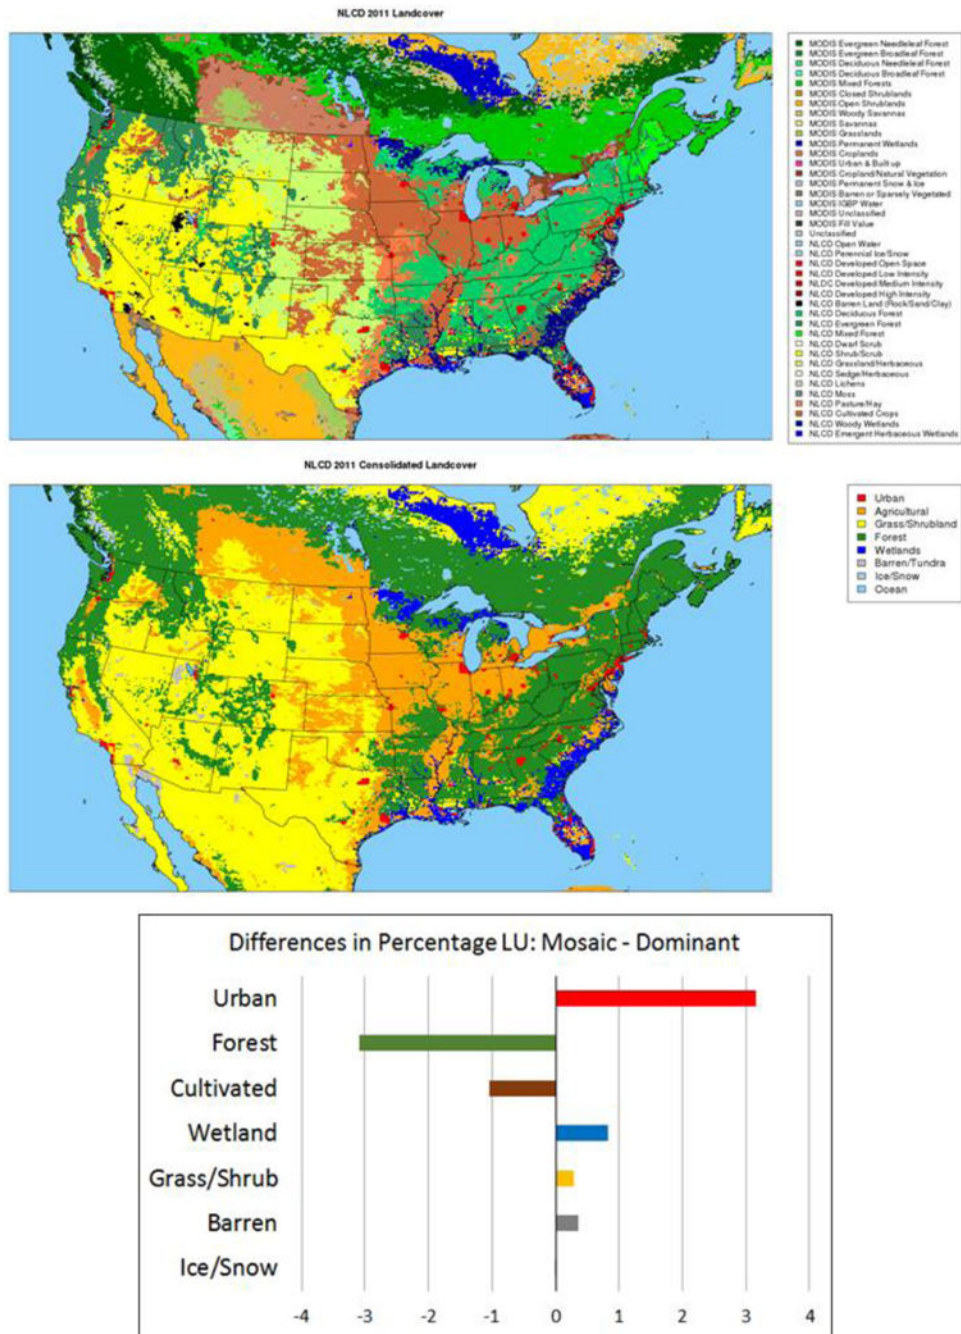 NLCD 2011 Landcover
MODIS Evergreen Needleleaf Forest
MODIS Evergreen Broadleaf Forest
MODIS Deciduous Needleleaf Forest
MODIS Deciduous Broadleaf Forest
MODIS Mixed Forests
MODIS Closed Shrublands
MODIS Open Shrublands
MODIS Woody Savannas
MODIS Savannas
MODIS Grasslands
MODIS Permanent Wetlands
MODIS Croplands
MODIS Urban & Built up
MODIS Cropland/Natural Vegetation
MODIS Permanent Snow & Ice
MODIS Barren or Sparsely Vegetated
MODIS IGBP Water
MODIS Unclassified
MODIS Fill Value
Unclassified
NLCD Open Water
NLCD Perennial Ice/Snow
NLCD Developed Open Space
NLCD Developed Low Intensity
NLDC Developed Medium Intensity
NLCD Developed High Intensity
NLCD Barren Land (Rock/Sand/Clay)
NLCD Deciduous Forest
NLCD Evergreen Forest
NLCD Mixed Forest
NLCD Dwarf Scrub
NLCD Shrub/Scrub
NLCD Grassland/Herbaceous
NLCD Sedge/Herbaceous
NLCD Lichens
NLCD Moss
NLCD Pasture/Hay
NLCD Cultivated Crops
NLCD Woody Wetlands
NLCD Emergent Herbaceous Wetlands
NLCD 2011 Consolidated Landcover
Urban
Agricultural
Grass/Shrubland
Forest
Wetlands
Barren/Tundra
Ice/Snow
Ocean
Differences in Percentage LU: Mosaic - Dominant
Urban
Forest
Cultivated
Wetland
Grass/Shrub
Barren
Ice/Snow
-4 -3 -2 -1 0 1 2 3 4